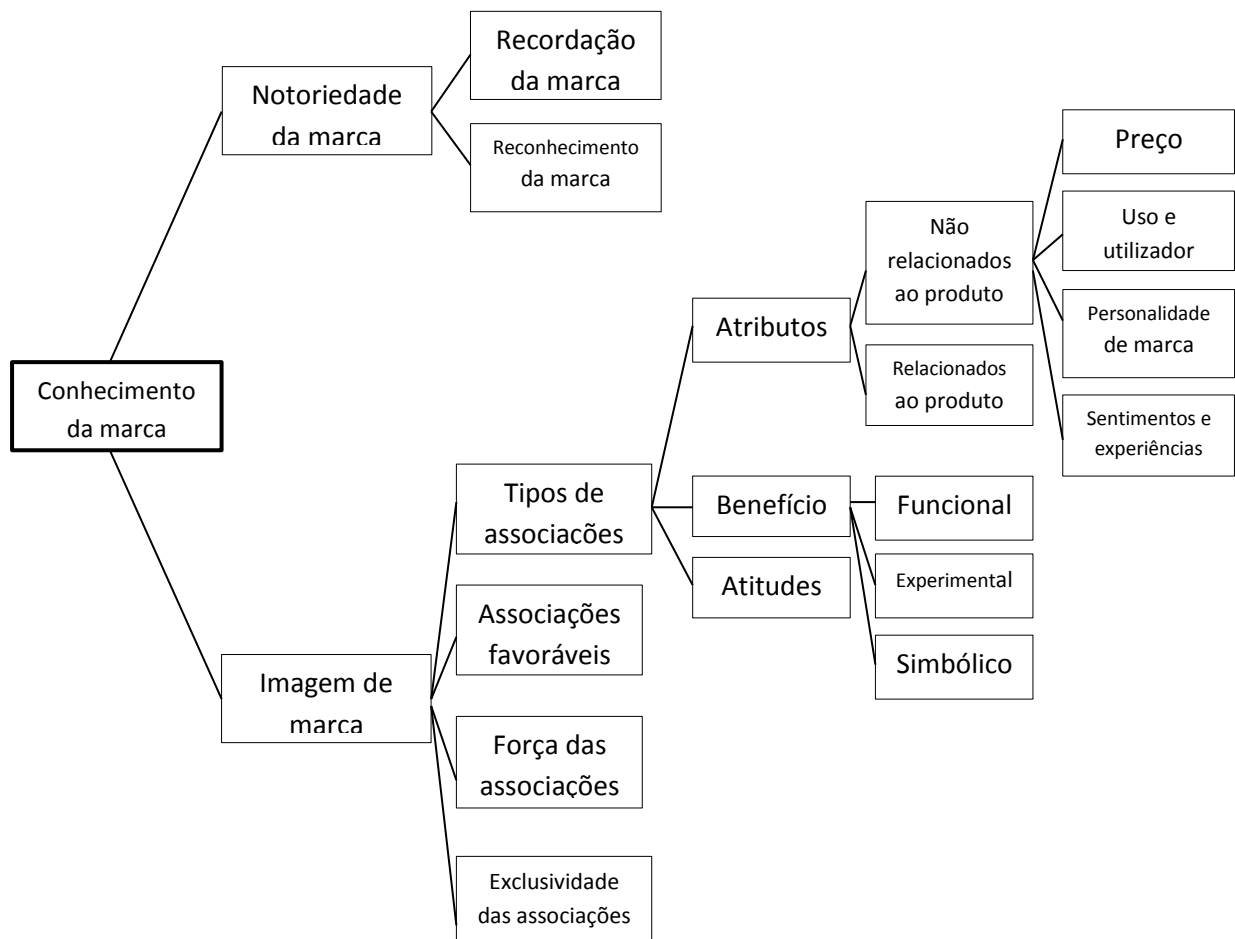 Recordação
da marca
Notoriedade
da marca
Reconhecimento
da marca
Preço
Uso e
utilizador
Não
relacionados
ao produto
Personalidade
de marca
Atributos
Relacionados
ao produto
Sentimentos e
experiências
Conhecimento
da marca
Tipos de
associações
Benefício
Funcional
Experimental
Atitudes
Simbólico
Associações
favoráveis
Imagem de
marca
Força das
associações
Exclusividade
das associações